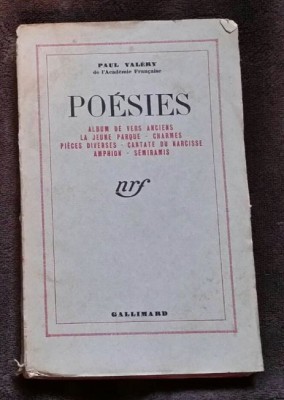 PAUL VALÉRY
de l'Académie Française
POÉSIES
ALBUM DE VERS ANCIENS
LA JEUNE PARQUE - CHARMES
PIÈCES DIVERSES - CANTATE DU NARCISSE
AMPHION - SÉMIRAMIS
nrf
GALLIMARD